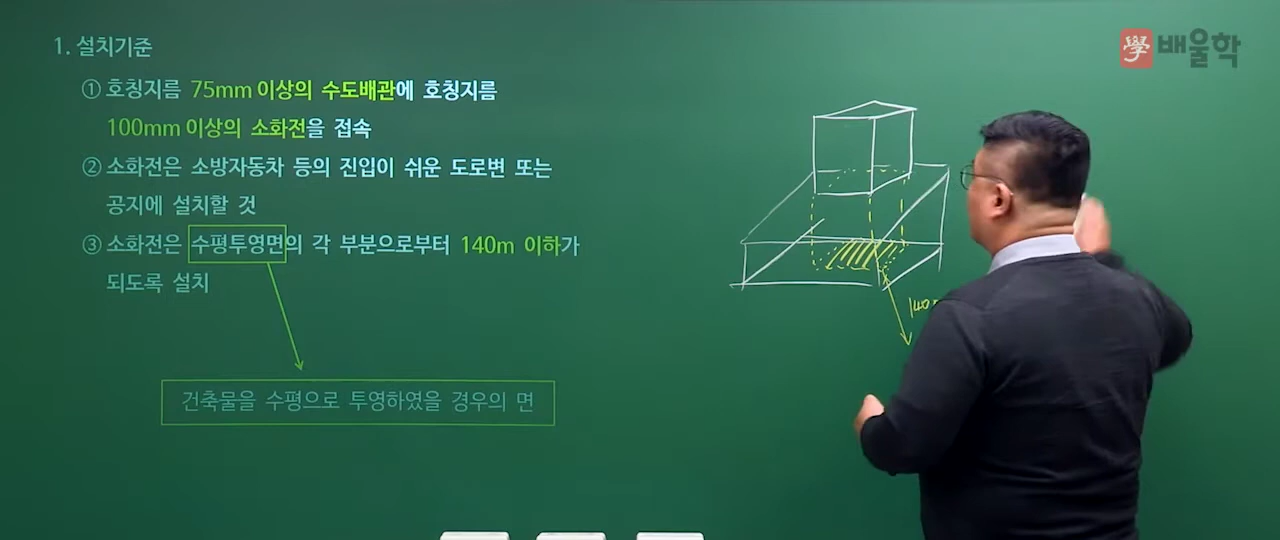 1. 설치기준
學 배울학
① 호칭지름 75mm 이상의 수도배관에 호칭지름
100mm 이상의 소화전을 접속
② 소화전은 소방자동차 등의 진입이 쉬운 도로변 또는
공지에 설치할 것
③ 소화전은 수평투영면의 각 부분으로부터 140m 이하가
되도록 설치
140
건축물을 수평으로 투영하였을 경우의 면